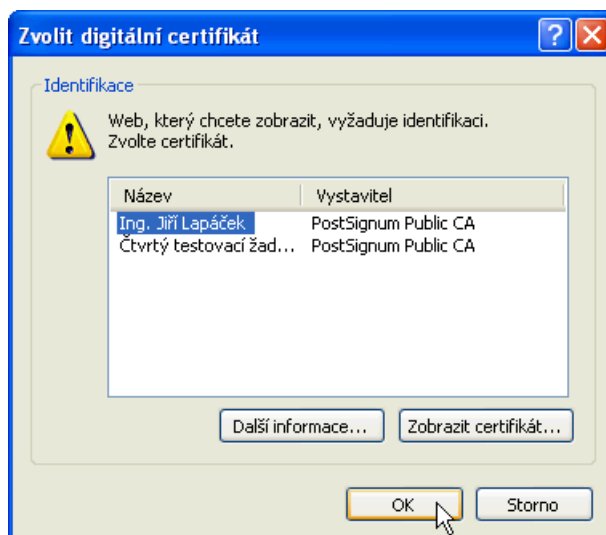 Zvolit digitální certifikát
Identifikace
Web, který chcete zobrazit, vyžaduje identifikaci.
Zvolte certifikát.
Název Vystavitel
Ing. Jiří Lapáček PostSignum Public CA
Čtvrtý testovací žad... PostSignum Public CA
Další informace... Zobrazit certifikát...
OK Storno